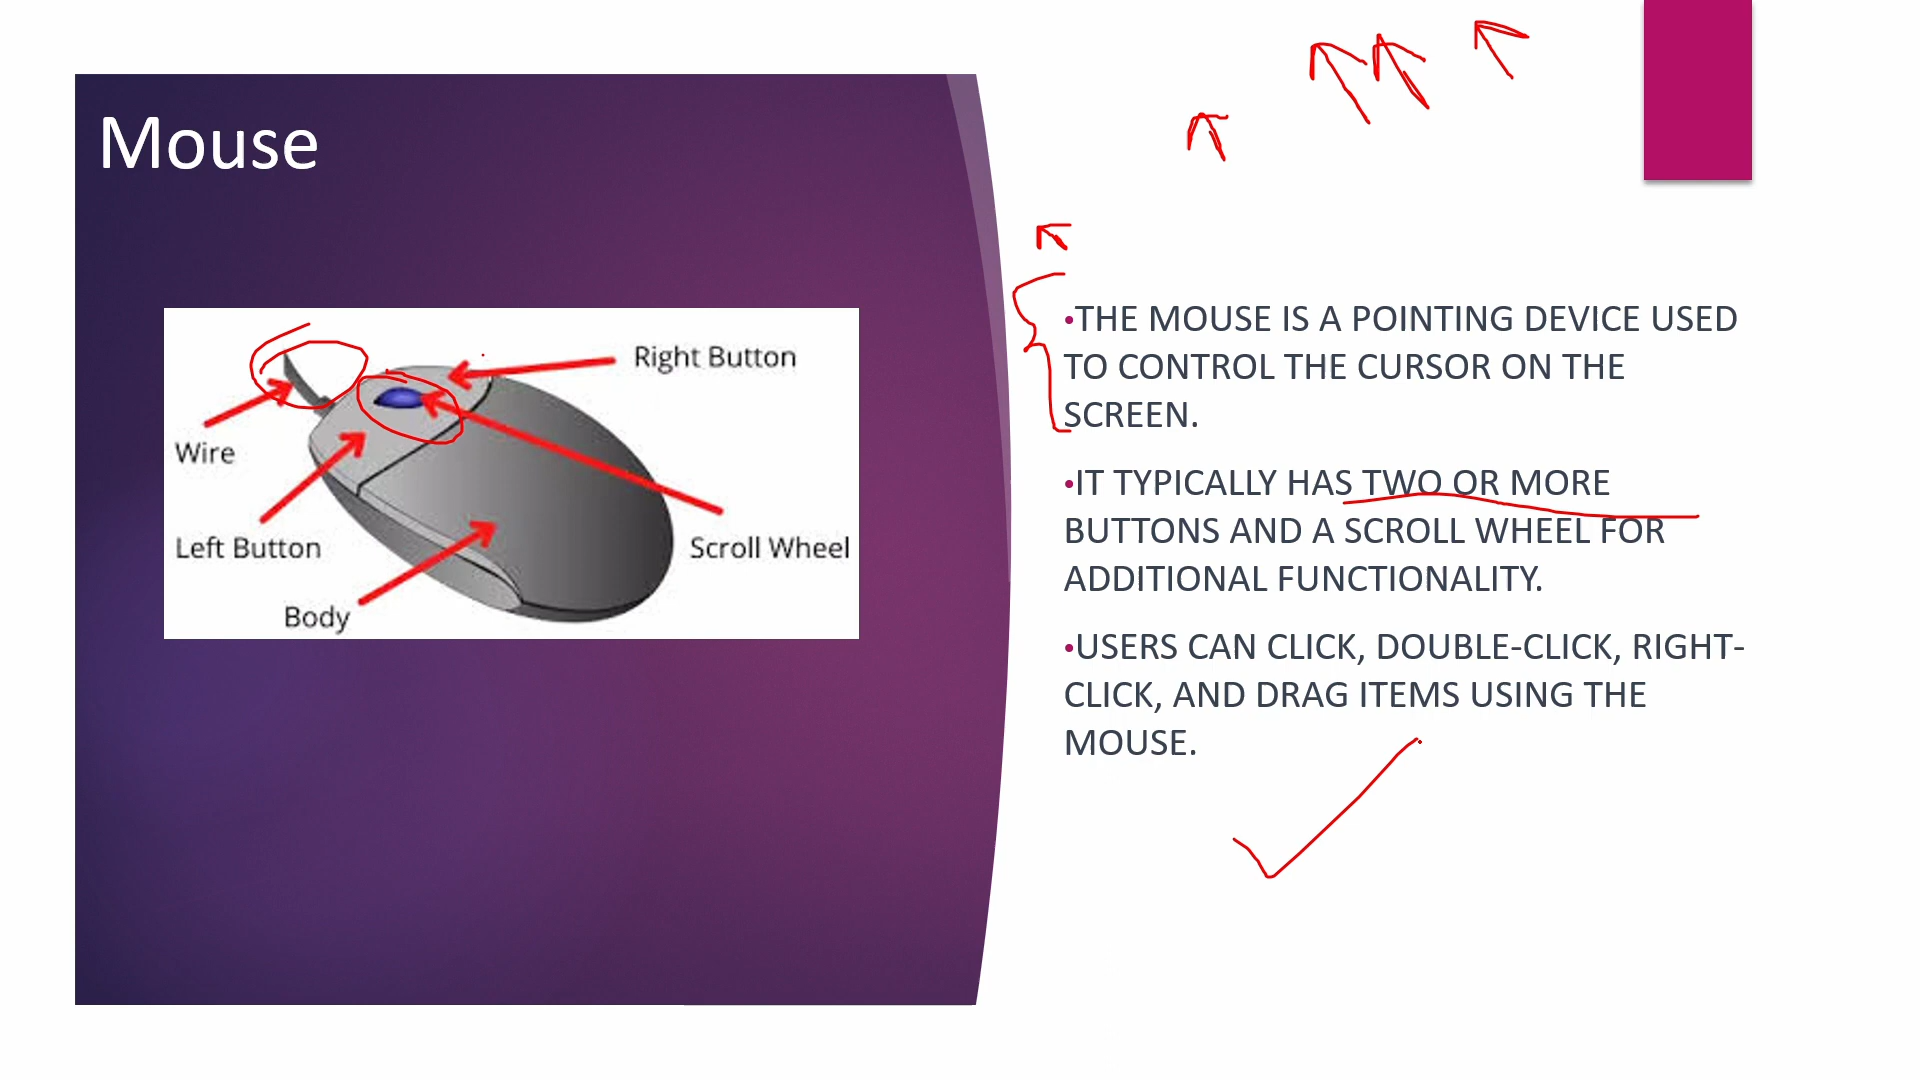 Mouse
Right Button
Wire
Left Button
Scroll Wheel
Body
•THE MOUSE IS A POINTING DEVICE USED
TO CONTROL THE CURSOR ON THE
SCREEN.
•IT TYPICALLY HAS TWO OR MORE
BUTTONS AND A SCROLL WHEEL FOR
ADDITIONAL FUNCTIONALITY.
•USERS CAN CLICK, DOUBLE-CLICK, RIGHT-
CLICK, AND DRAG ITEMS USING THE
MOUSE.